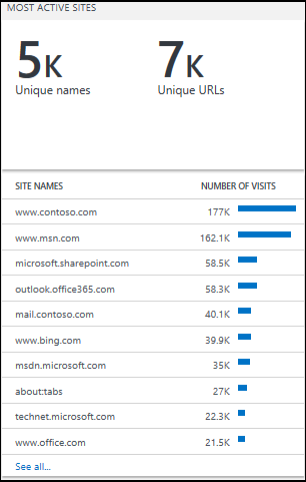 MOST ACTIVE SITES
5K 7K
Unique names Unique URLs
SITE NAMES NUMBER OF VISITS
www.contoso.com 177K
www.msn.com 162.1K
microsoft.sharepoint.com 58.5K
outlook.office365.com 58.3K
mail.contoso.com 40.1K
www.bing.com 39.9K
msdn.microsoft.com 35K
about:tabs 27K
technet.microsoft.com 22.3K
www.office.com 21.5K
See all...